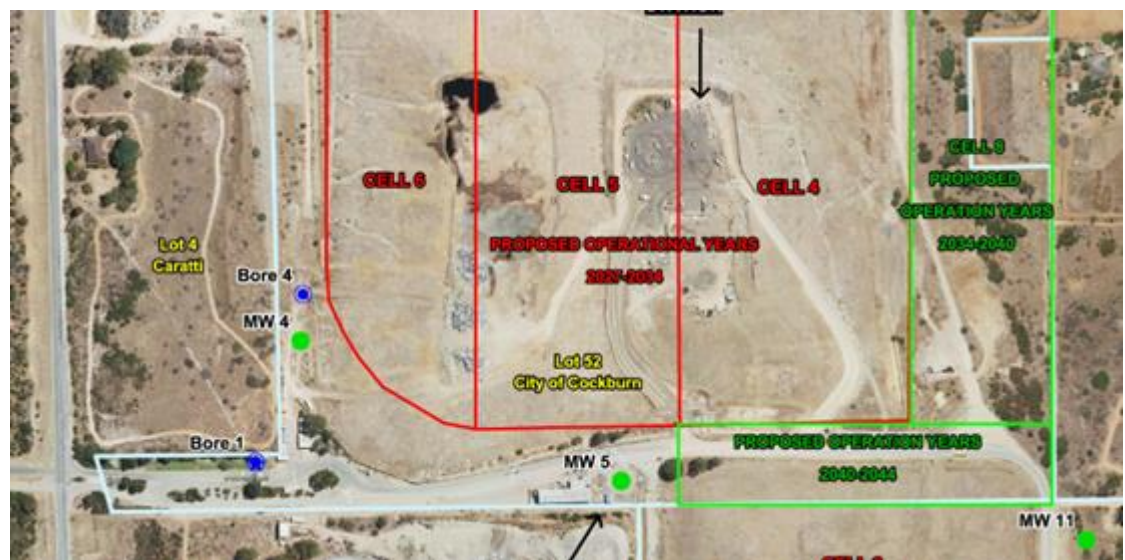 CELL 6
CELL 5
CELL 4
CELL 8
PROPOSED
OPERATION YEARS
2034-2040
PROPOSED OPERATIONAL YEARS
2027-2034
Lot 4
Caratti
Bore 4
MW 4
Lot 52
City of Cockburn
Bore 1
MW 5
PROPOSED OPERATION YEARS
2040-2044
MW 11